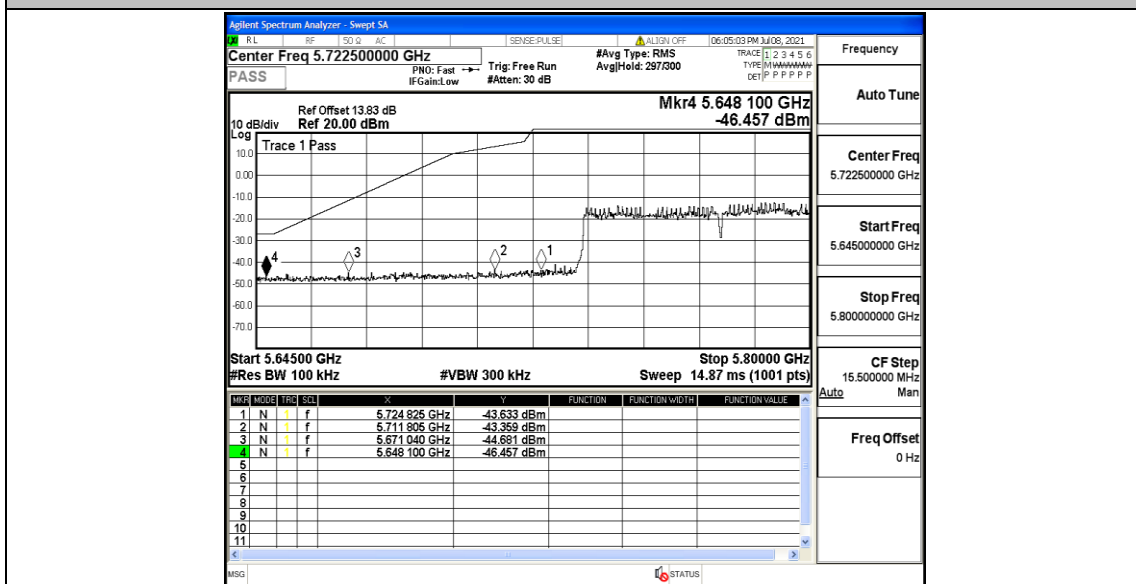 Agilent Spectrum Analyzer - Swept SA
RL RF 50 Ω AC SENSE:PULSE ALIGN OFF 06:05:03 PM Jul 08, 2021
Center Freq 5.722500000 GHz
PASS
PNO: Fast
IFGain:Low
Trig: Free Run
#Atten: 30 dB
#Avg Type: RMS
Avg|Hold: 297/300
TRACE 1 2 3 4 5 6
TYPE M WWWWW
DET P P P P P P
Mkr4 5.648 100 GHz
-46.457 dBm
Ref Offset 13.83 dB
10 dB/div Ref 20.00 dBm
Log
Trace 1 Pass
10.0
0.00
-10.0
-20.0
-30.0
-40.0
-50.0
-60.0
-70.0
4 3 2 1
Start 5.64500 GHz Stop 5.80000 GHz
#Res BW 100 kHz #VBW 300 kHz Sweep 14.87 ms (1001 pts)
MKR MODE TRC SCL X Y FUNCTION FUNCTION WIDTH FUNCTION VALUE
1 N 1 f 5.724 825 GHz -43.633 dBm
2 N 1 f 5.711 805 GHz -43.359 dBm
3 N 1 f 5.671 040 GHz -44.681 dBm
4 N 1 f 5.648 100 GHz -46.457 dBm
5
6
7
8
9
10
11
MSG STATUS
Frequency
Auto Tune
Center Freq
5.722500000 GHz
Start Freq
5.645000000 GHz
Stop Freq
5.800000000 GHz
CF Step
15.500000 MHz
Auto Man
Freq Offset
0 Hz